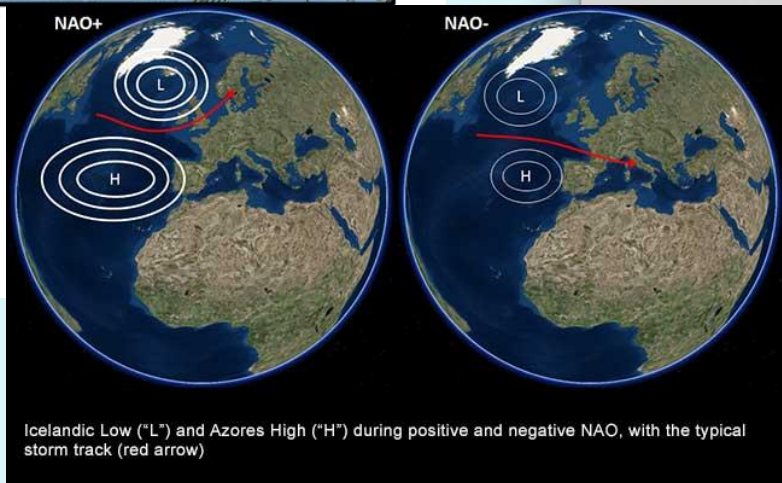 NAO+
NAO-
L
L
H
H
Icelandic Low (“L”) and Azores High (“H”) during positive and negative NAO, with the typical
storm track (red arrow)